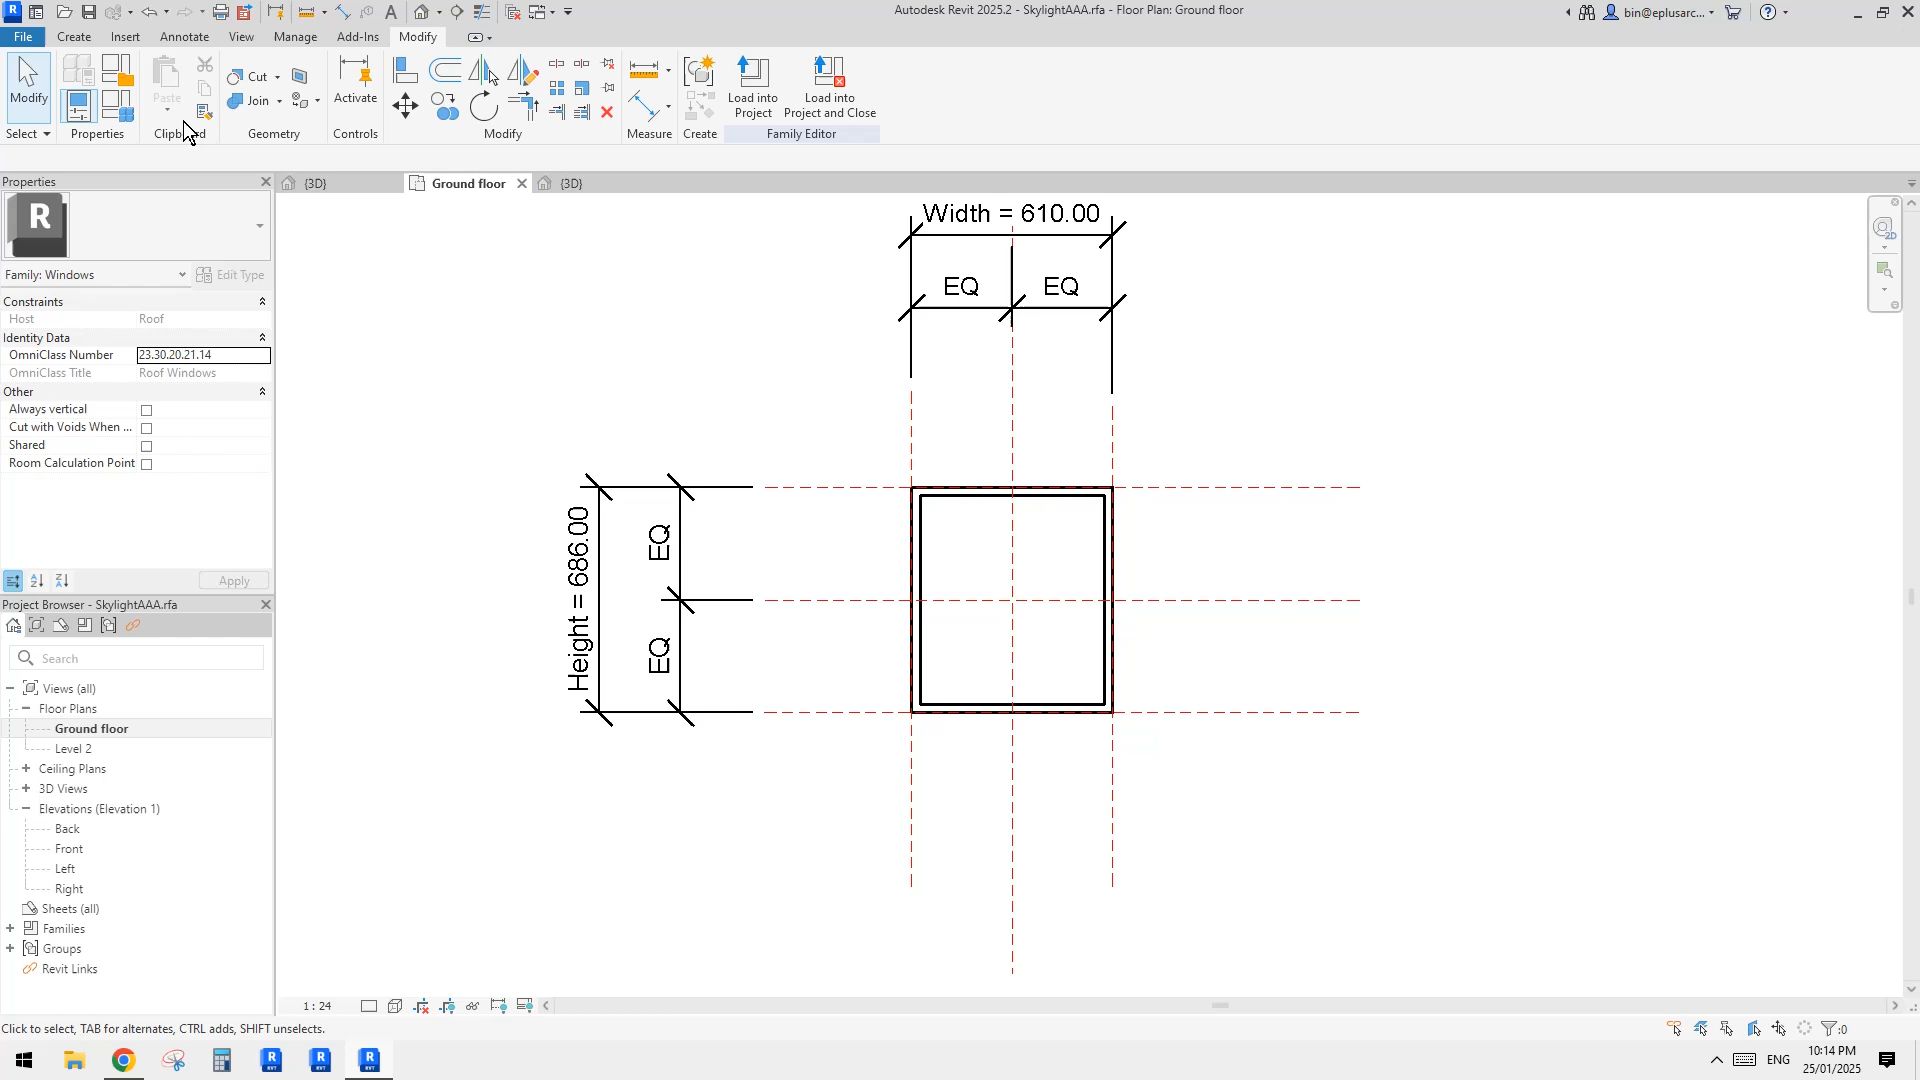 Autodesk Revit 2025.2 - SkylightAAA.rfa - Floor Plan: Ground floor
bin@eplusarc...
File Create Insert Annotate View Manage Add-Ins Modify
Modify
Paste
Cut
Join
Activate
Load into
Project
Load into
Project and Close
Select Properties Clipboard Geometry Controls Modify Measure Create Family Editor
Properties
{3D}
Ground floor
{3D}
R
Family: Windows
Edit Type
Constraints
Host Roof
Identity Data
OmniClass Number 23.30.20.21.14
OmniClass Title Roof Windows
Other
Always vertical
Cut with Voids When ...
Shared
Room Calculation Point
Apply
Project Browser - SkylightAAA.rfa
Search
Views (all)
Floor Plans
Ground floor
Level 2
Ceiling Plans
3D Views
Elevations (Elevation 1)
Back
Front
Left
Right
Sheets (all)
Families
Groups
Revit Links
Width = 610.00
EQ EQ
Height = 686.00
EQ
EQ
1 : 24
Click to select, TAB for alternates, CTRL adds, SHIFT unselects.
:0
ENG
10:14 PM
25/01/2025